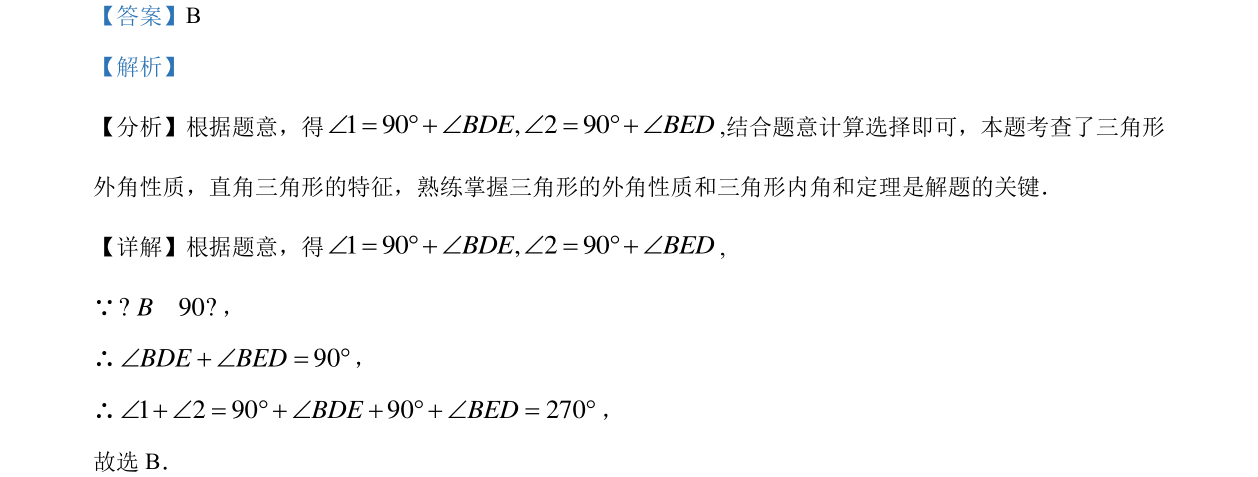 【答案】B
【解析】
【分析】根据题意，得∠1=90°+∠BDE,∠2=90°+∠BED,结合题意计算选择即可，本题考查了三角形
外角性质，直角三角形的特征，熟练掌握三角形的外角性质和三角形内角和定理是解题的关键．
【详解】根据题意，得∠1=90°+∠BDE,∠2=90°+∠BED，
∵? B 90?，
∴∠BDE+∠BED=90°，
∴∠1+∠2=90°+∠BDE+90°+∠BED=270°，
故选 B．